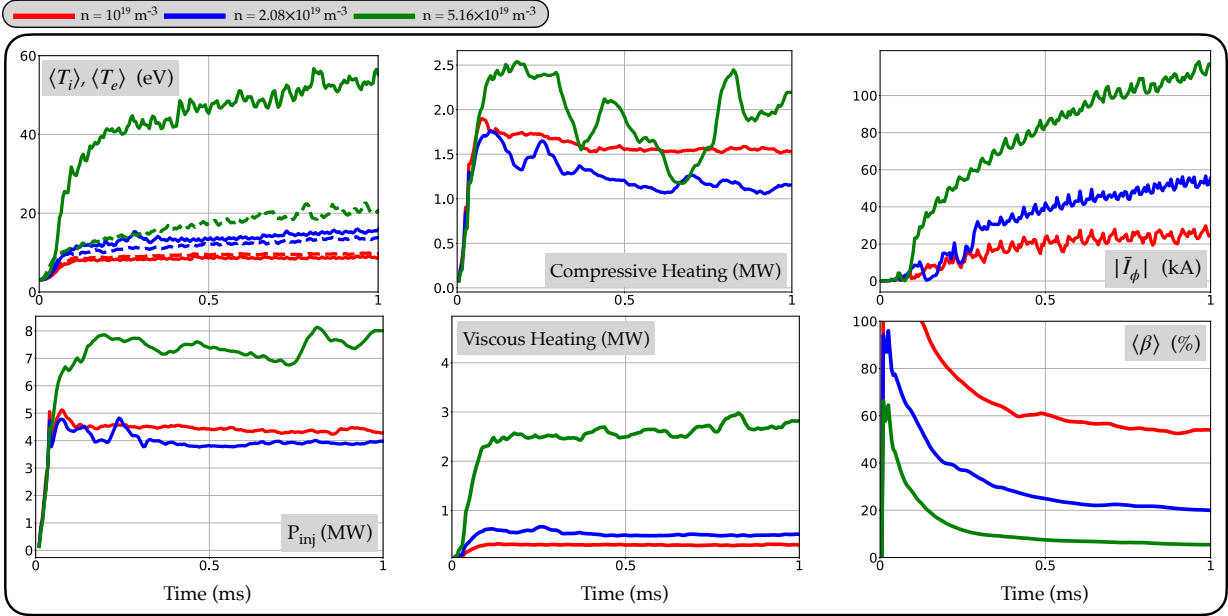 n = 10¹⁹ m⁻³ n = 2.08×10¹⁹ m⁻³ n = 5.16×10¹⁹ m⁻³
⟨Tᵢ⟩, ⟨Tₑ⟩ (eV)
60
40
20
0
0 0.5 1
Compressive Heating (MW)
2.5
2.0
1.5
1.0
0.5
0.0
0 0.5 1
|Ī_ϕ| (kA)
100
80
60
40
20
0
0 0.5 1
P_inj (MW)
8
7
6
5
4
3
2
1
0
0 0.5 1
Time (ms)
Viscous Heating (MW)
4
3
2
1
0 0.5 1
Time (ms)
⟨β⟩ (%)
100
80
60
40
20
0
0 0.5 1
Time (ms)